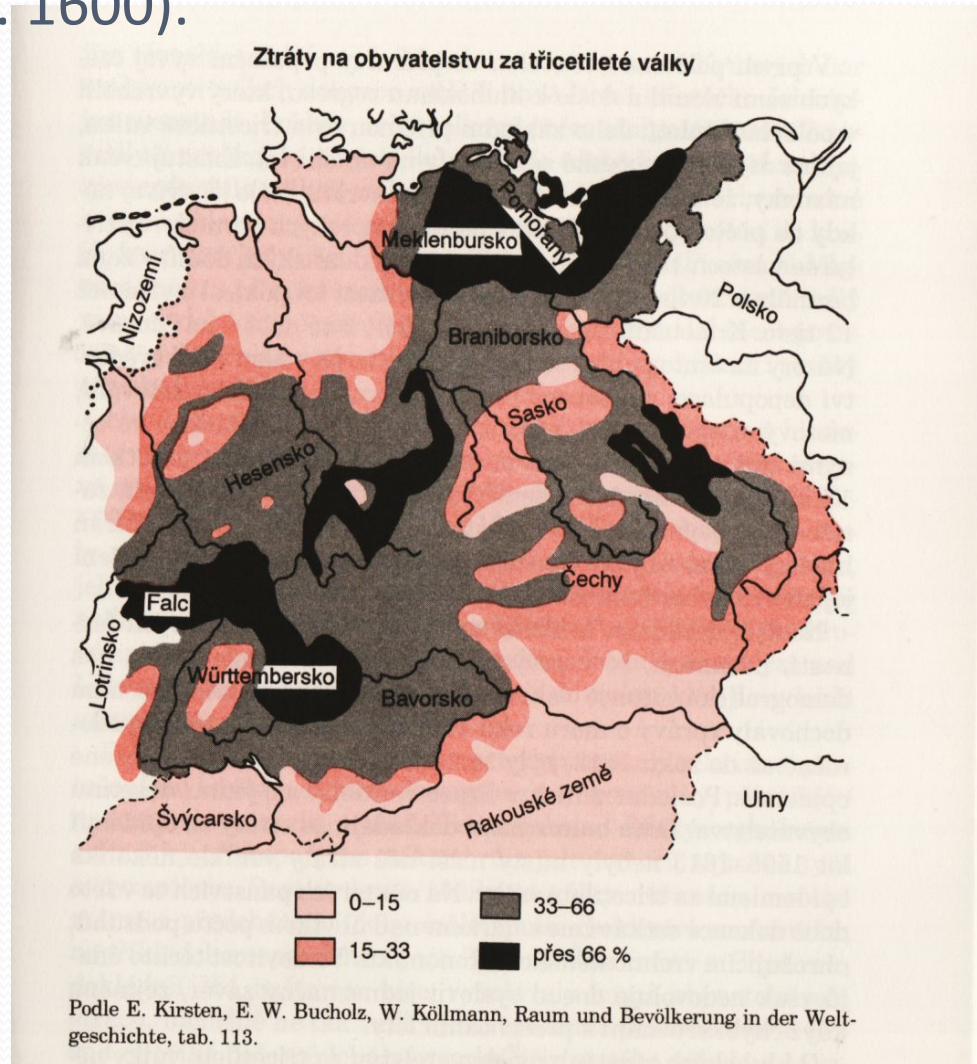 . 1600).
Ztráty na obyvatelstvu za třicetileté války
Meklenbursko
Pomořany
Nizozemí
Polsko
Braniborsko
Sasko
Hesensko
Čechy
Falc
Lotrinsko
Württembersko
Bavorsko
Rakouské země
Uhry
Švýcarsko
0–15
33–66
15–33
přes 66 %
Podle E. Kirsten, E. W. Bucholz, W. Köllmann, Raum und Bevölkerung in der Welt-
geschichte, tab. 113.